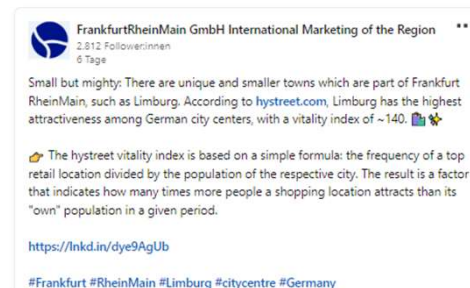 FrankfurtRheinMain GmbH International Marketing of the Region
2.812 Follower:innen
6 Tage
Small but mighty: There are unique and smaller towns which are part of Frankfurt
RheinMain, such as Limburg. According to hystreet.com, Limburg has the highest
attractiveness among German city centers, with a vitality index of ~140. 🛍️✨
👉 The hystreet vitality index is based on a simple formula: the frequency of a top
retail location divided by the population of the respective city. The result is a factor
that indicates how many times more people a shopping location attracts than its
"own" population in a given period.
https://lnkd.in/dye9AgUb
#Frankfurt #RheinMain #Limburg #citycentre #Germany